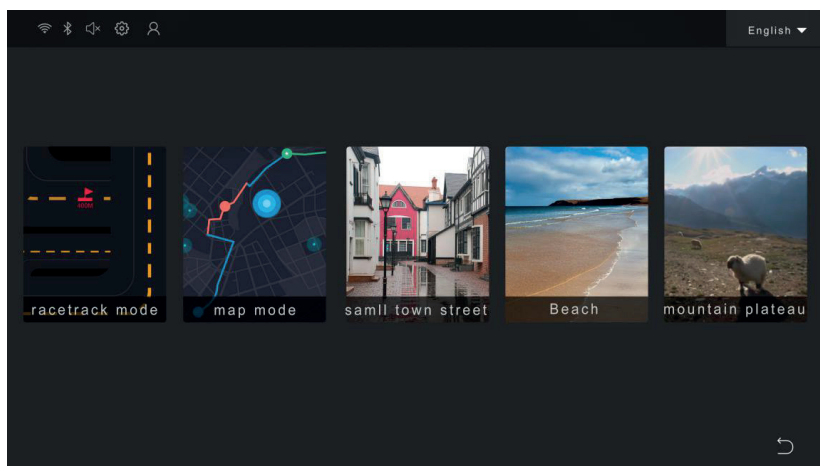 English
racetrack mode
map mode
samll town street
Beach
mountain plateau